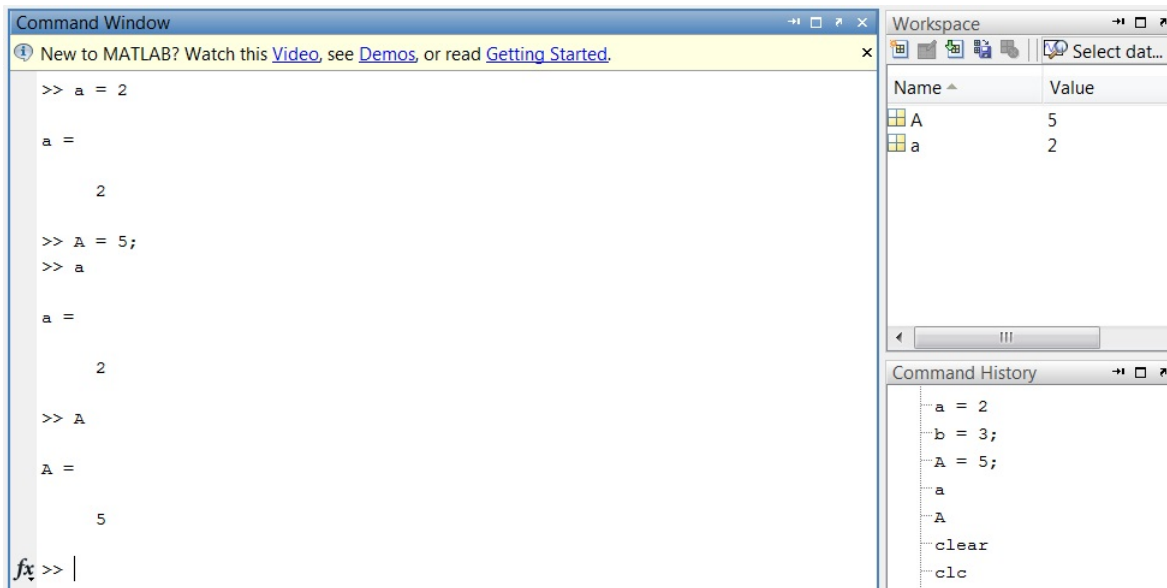 Command Window
New to MATLAB? Watch this Video, see Demos, or read Getting Started.
>> a = 2
a =
2
>> A = 5;
>> a
a =
2
>> A
A =
5
fx >>
Workspace
Select dat...
Name Value
A 5
a 2
Command History
a = 2
b = 3;
A = 5;
a
A
clear
clc